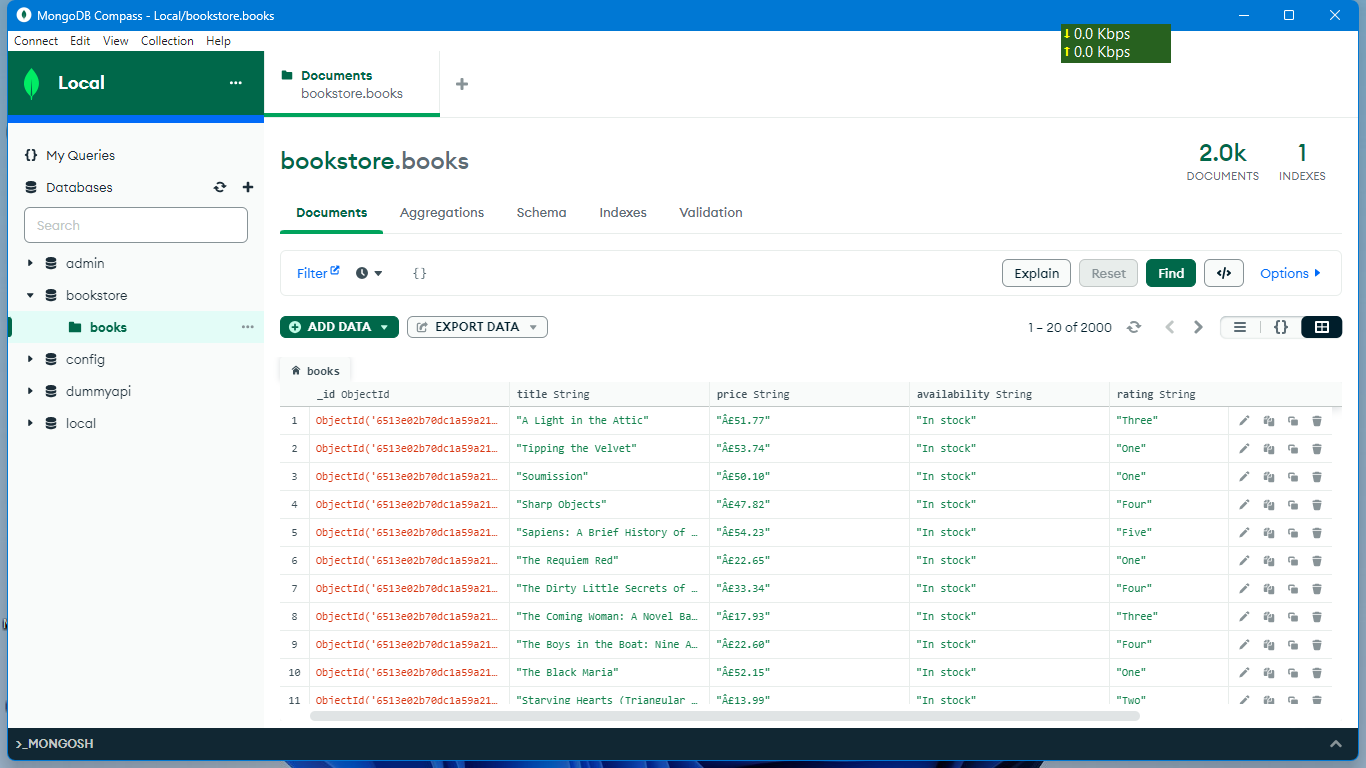 MongoDB Compass - Local/bookstore.books
Connect Edit View Collection Help
↓ 0.0 Kbps
↑ 0.0 Kbps
Local
Documents
bookstore.books
My Queries
Databases
Search
admin
bookstore
books
config
dummyapi
local
bookstore.books
2.0k
DOCUMENTS
1
INDEXES
Documents Aggregations Schema Indexes Validation
Filter {} Explain Reset Find </> Options
ADD DATA EXPORT DATA 1 – 20 of 2000 {}
books
_id ObjectId title String price String availability String rating String
1 ObjectId('6513e02b70dc1a59a21… "A Light in the Attic" "Â£51.77" "In stock" "Three"
2 ObjectId('6513e02b70dc1a59a21… "Tipping the Velvet" "Â£53.74" "In stock" "One"
3 ObjectId('6513e02b70dc1a59a21… "Soumission" "Â£50.10" "In stock" "One"
4 ObjectId('6513e02b70dc1a59a21… "Sharp Objects" "Â£47.82" "In stock" "Four"
5 ObjectId('6513e02b70dc1a59a21… "Sapiens: A Brief History of … "Â£54.23" "In stock" "Five"
6 ObjectId('6513e02b70dc1a59a21… "The Requiem Red" "Â£22.65" "In stock" "One"
7 ObjectId('6513e02b70dc1a59a21… "The Dirty Little Secrets of … "Â£33.34" "In stock" "Four"
8 ObjectId('6513e02b70dc1a59a21… "The Coming Woman: A Novel Ba… "Â£17.93" "In stock" "Three"
9 ObjectId('6513e02b70dc1a59a21… "The Boys in the Boat: Nine A… "Â£22.60" "In stock" "Four"
10 ObjectId('6513e02b70dc1a59a21… "The Black Maria" "Â£52.15" "In stock" "One"
11 ObjectId('6513e02b70dc1a59a21… "Starving Hearts (Triangular … "Â£13.99" "In stock" "Two"
>_MONGOSH